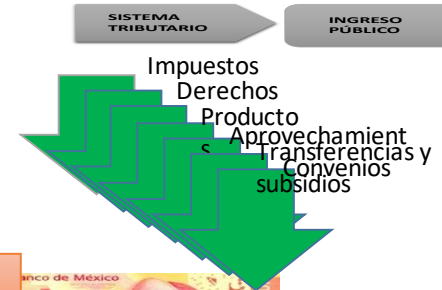 SISTEMA
TRIBUTARIO
INGRESO
PÚBLICO
Impuestos
Derechos
Producto
s
Aprovechamient
Transferencias y
subsidios
Convenios
anco de México